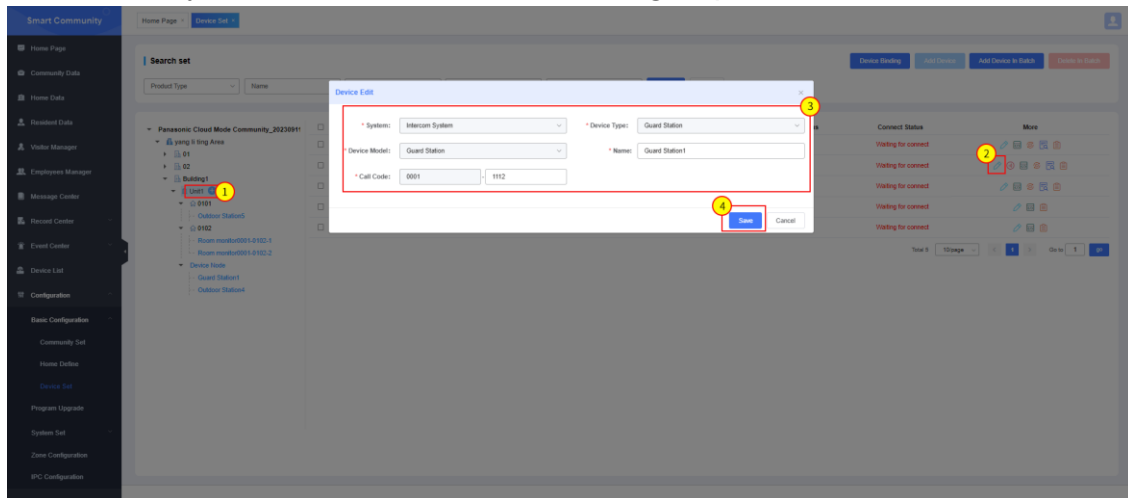 Smart Community
Home Page
Device Set
Home Page
Community Data
Home Data
Resident Data
Visitor Manager
Employees Manager
Message Center
Record Center
Event Center
Device List
Configuration
Basic Configuration
Community Set
Home Define
Device Set
Program Upgrade
System Set
Zone Configuration
IPC Configuration
Search set
Device Binding
Add Device
Add Device In Batch
Delete In Batch
Product Type
Name
Panasonic Cloud Mode Community_2023091
yang li ting Area
01
02
Building1
Unit1
1
0101
Outdoor Station5
0102
Room monitor0001-0102-1
Room monitor0001-0102-2
Device Node
Guard Station1
Outdoor Station4
Device Edit
×
3
* System: Intercom System
* Device Type: Guard Station
* Device Model: Guard Station
* Name: Guard Station1
* Call Code: 0001 - 1112
4
Save
Cancel
Connect Status
More
Waiting for connect
2
Waiting for connect
Waiting for connect
Waiting for connect
Waiting for connect
Total 5
10/page
1
Go to 1
go